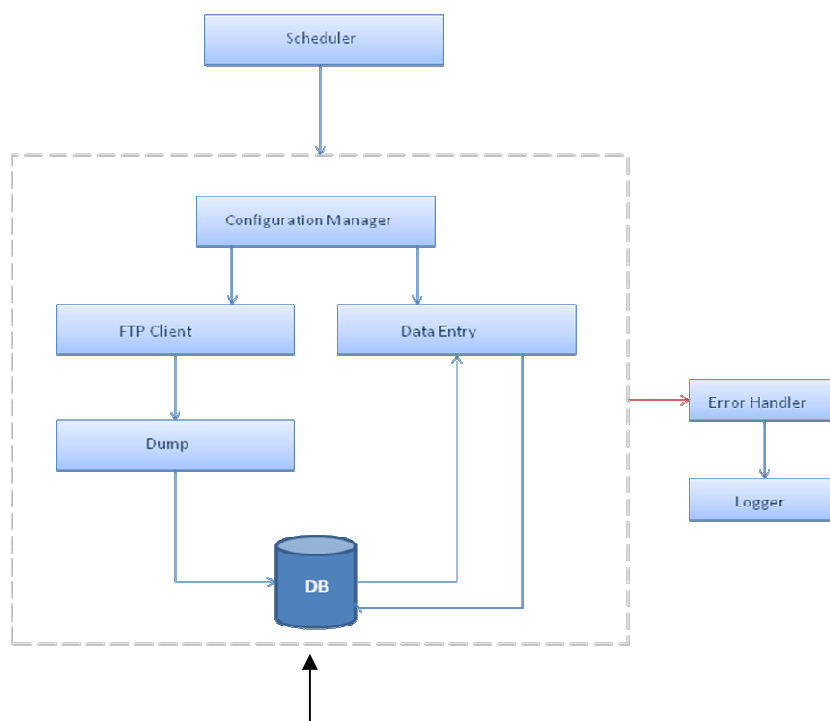 Scheduler
Configuration Manager
FTP Client
Data Entry
Error Handler
Dump
Logger
DB